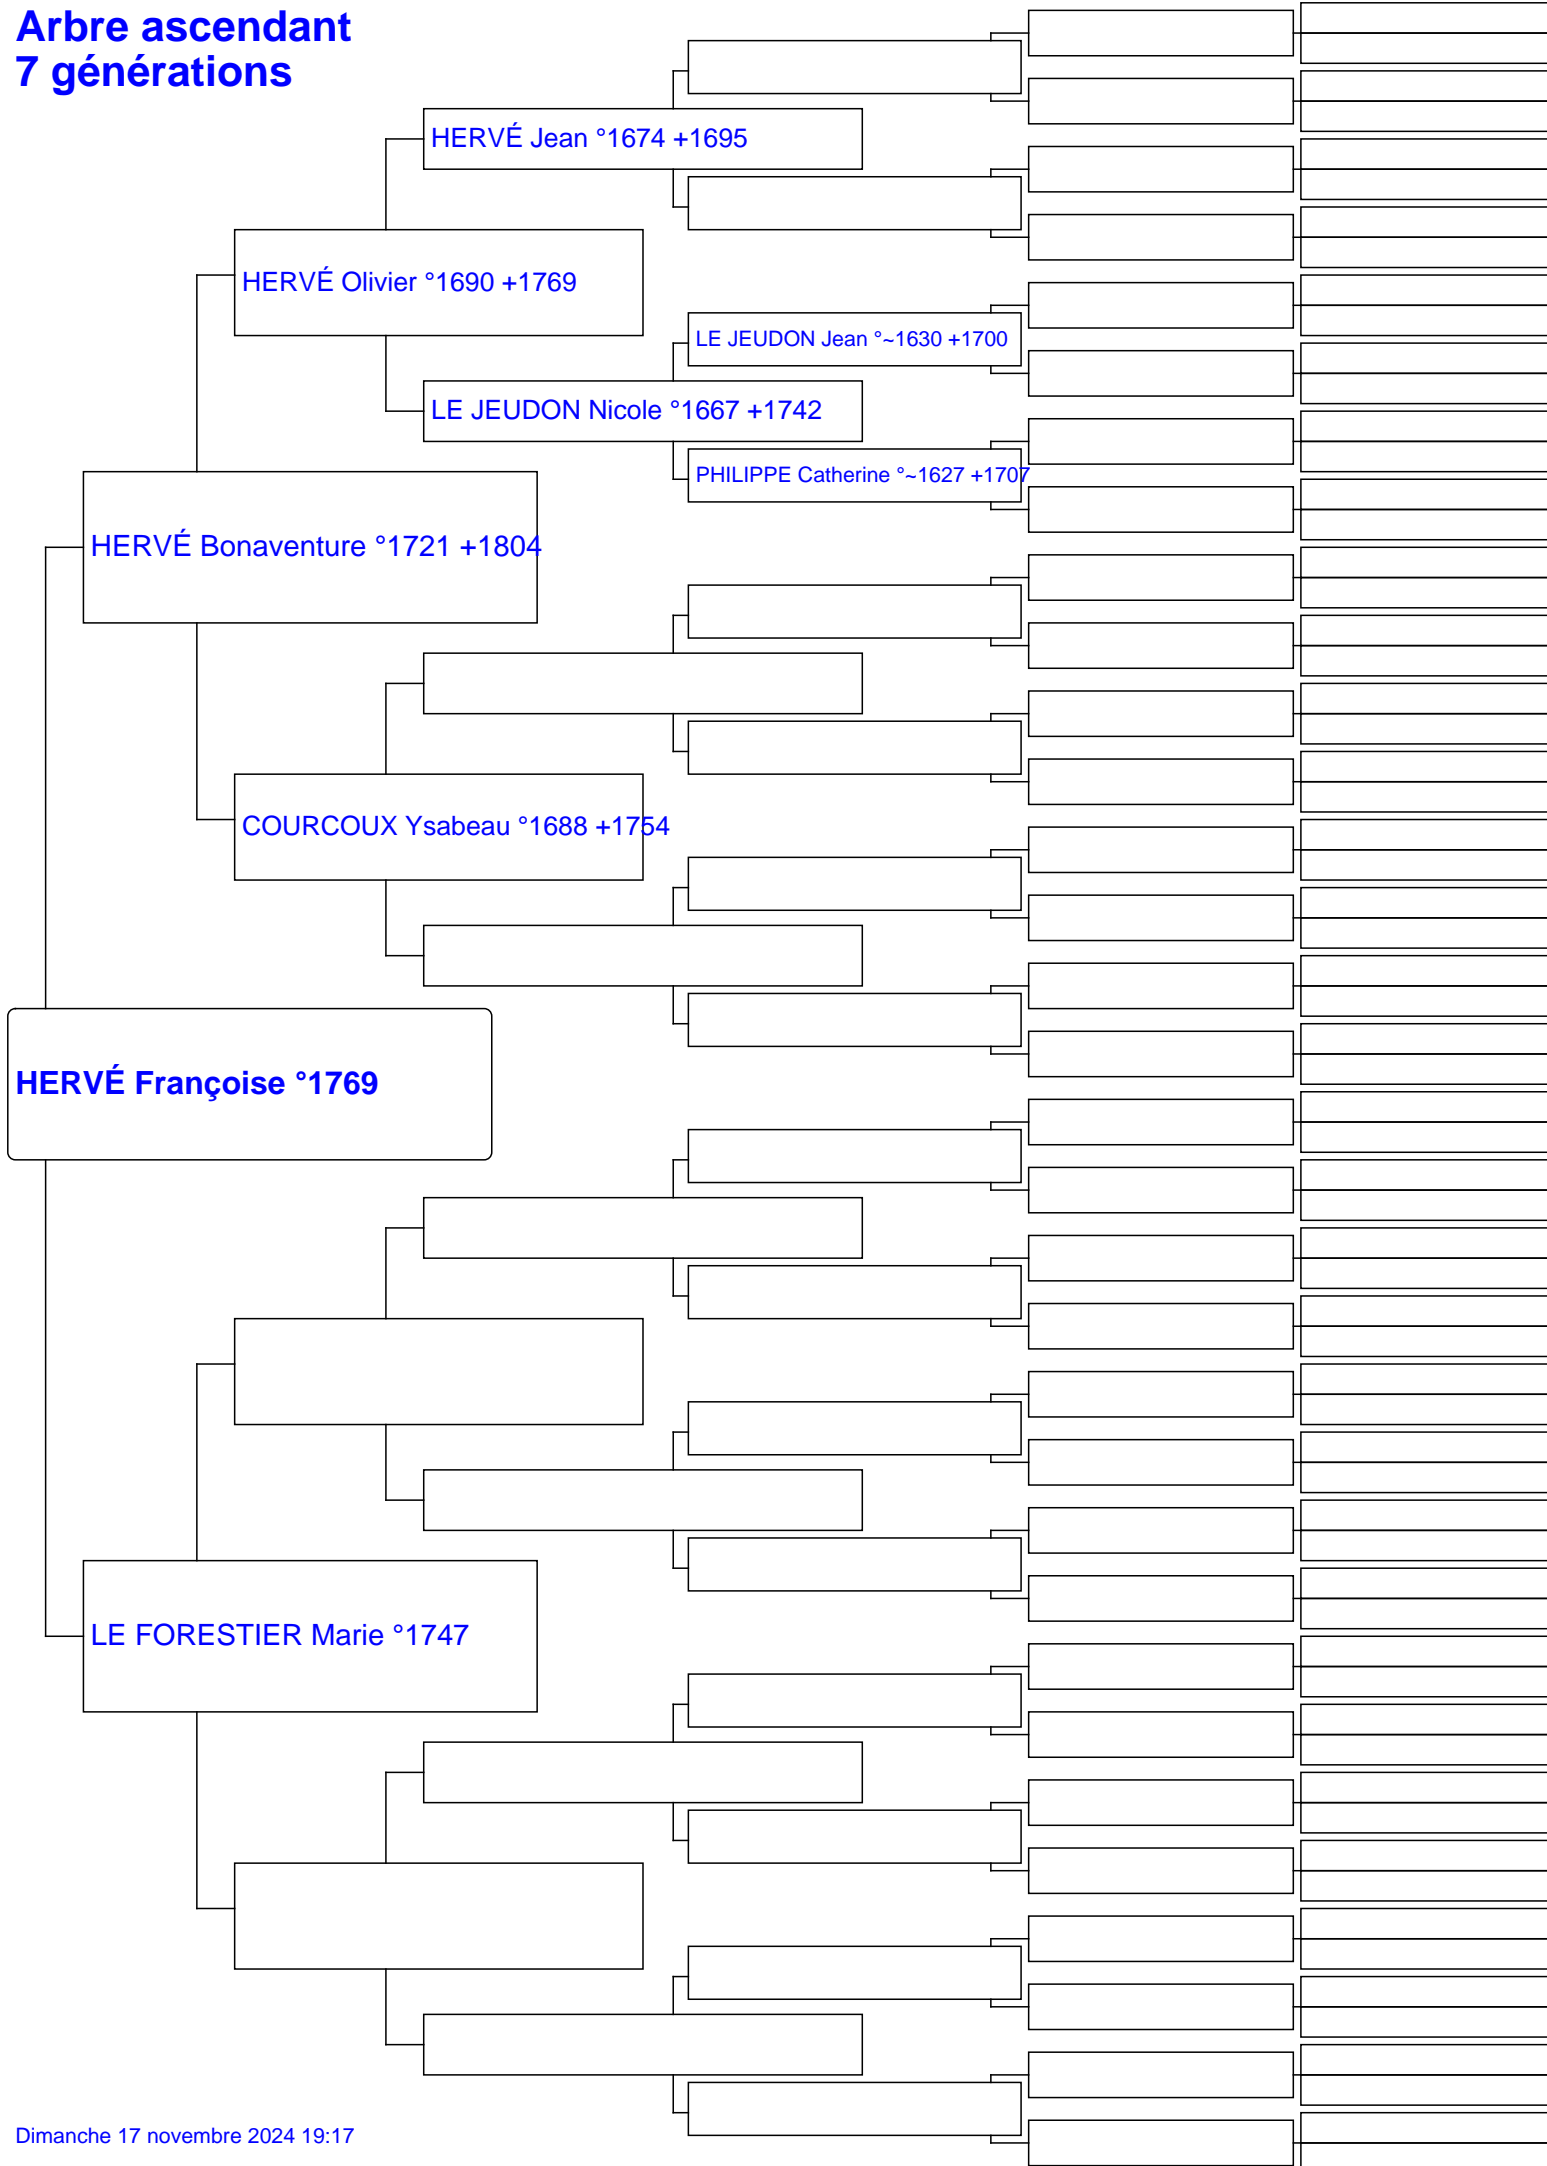 Arbre ascendant
7 générations
HERVÉ Jean °1674 +1695
HERVÉ Olivier °1690 +1769
LE JEUDON Jean °~1630 +1700
LE JEUDON Nicole °1667 +1742
PHILIPPE Catherine °~1627 +1707
HERVÉ Bonaventure °1721 +1804
COURCOUX Ysabeau °1688 +1754
HERVÉ Françoise °1769
LE FORESTIER Marie °1747
Dimanche 17 novembre 2024 19:17